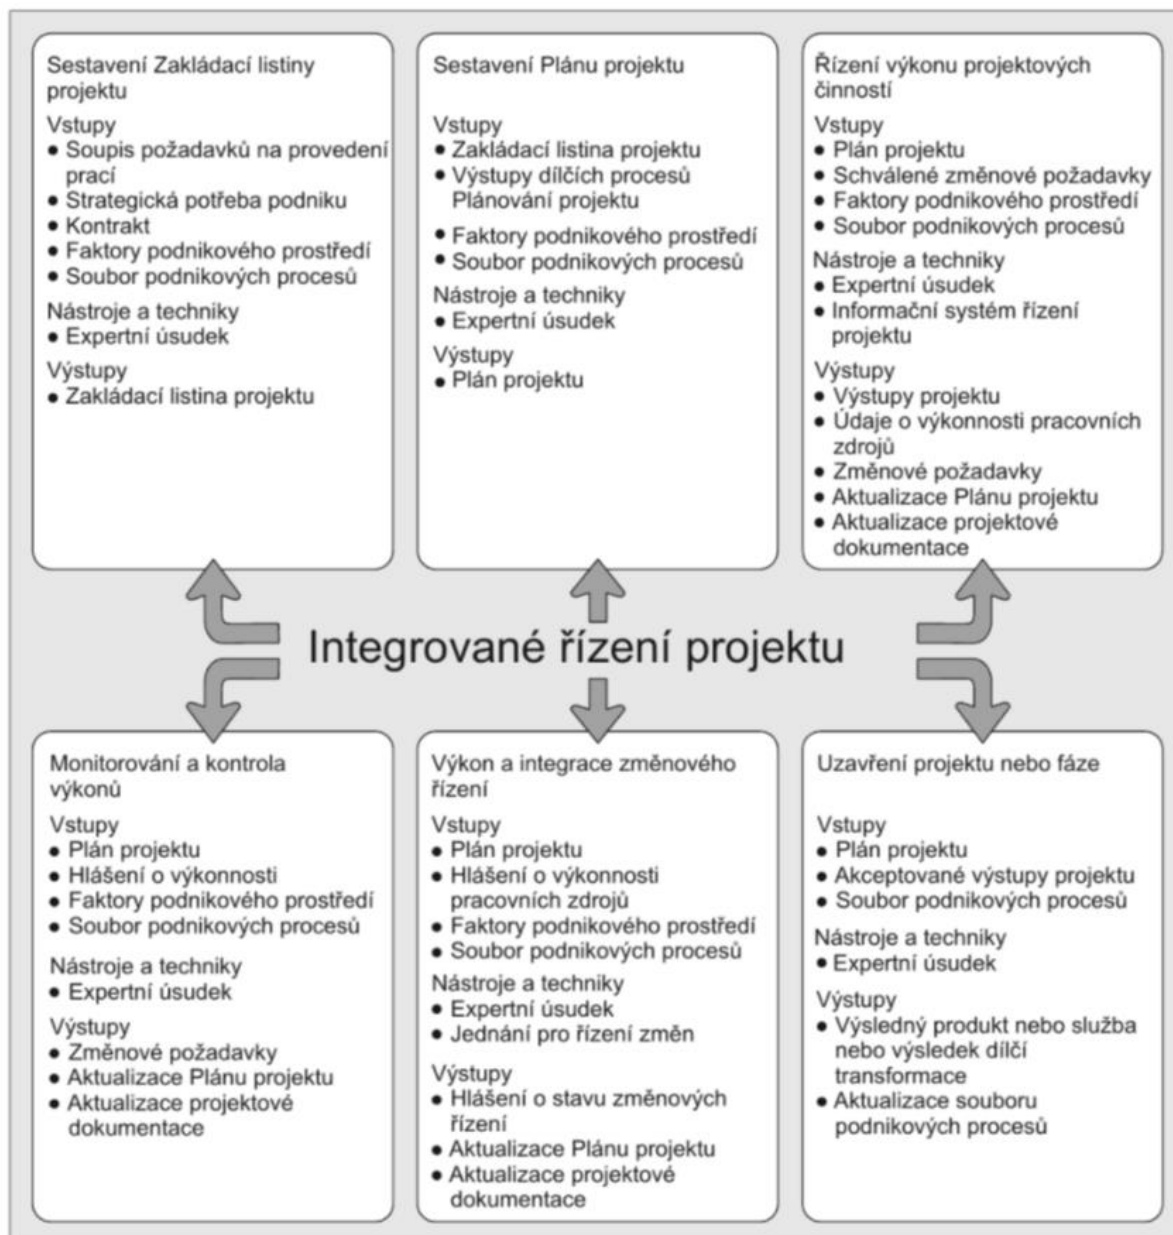 Sestavení Zakládací listiny
projektu
Vstupy
● Soupis požadavků na provedení
prací
● Strategická potřeba podniku
● Kontrakt
● Faktory podnikového prostředí
● Soubor podnikových procesů
Nástroje a techniky
● Expertní úsudek
Výstupy
● Zakládací listina projektu
Sestavení Plánu projektu
Vstupy
● Zakládací listina projektu
● Výstupy dílčích procesů
Plánování projektu
● Faktory podnikového prostředí
● Soubor podnikových procesů
Nástroje a techniky
● Expertní úsudek
Výstupy
● Plán projektu
Řízení výkonu projektových
činností
Vstupy
● Plán projektu
● Schválené změnové požadavky
● Faktory podnikového prostředí
● Soubor podnikových procesů
Nástroje a techniky
● Expertní úsudek
● Informační systém řízení
projektu
Výstupy
● Výstupy projektu
● Údaje o výkonnosti pracovních
zdrojů
● Změnové požadavky
● Aktualizace Plánu projektu
● Aktualizace projektové
dokumentace
Integrované řízení projektu
Monitorování a kontrola
výkonů
Vstupy
● Plán projektu
● Hlášení o výkonnosti
● Faktory podnikového prostředí
● Soubor podnikových procesů
Nástroje a techniky
● Expertní úsudek
Výstupy
● Změnové požadavky
● Aktualizace Plánu projektu
● Aktualizace projektové
dokumentace
Výkon a integrace změnového
řízení
Vstupy
● Plán projektu
● Hlášení o výkonnosti
pracovních zdrojů
● Faktory podnikového prostředí
● Soubor podnikových procesů
Nástroje a techniky
● Expertní úsudek
● Jednání pro řízení změn
Výstupy
● Hlášení o stavu změnových
řízení
● Aktualizace Plánu projektu
● Aktualizace projektové
dokumentace
Uzavření projektu nebo fáze
Vstupy
● Plán projektu
● Akceptované výstupy projektu
● Soubor podnikových procesů
Nástroje a techniky
● Expertní úsudek
Výstupy
● Výsledný produkt nebo služba
nebo výsledek dílčí
transformace
● Aktualizace souboru
podnikových procesů